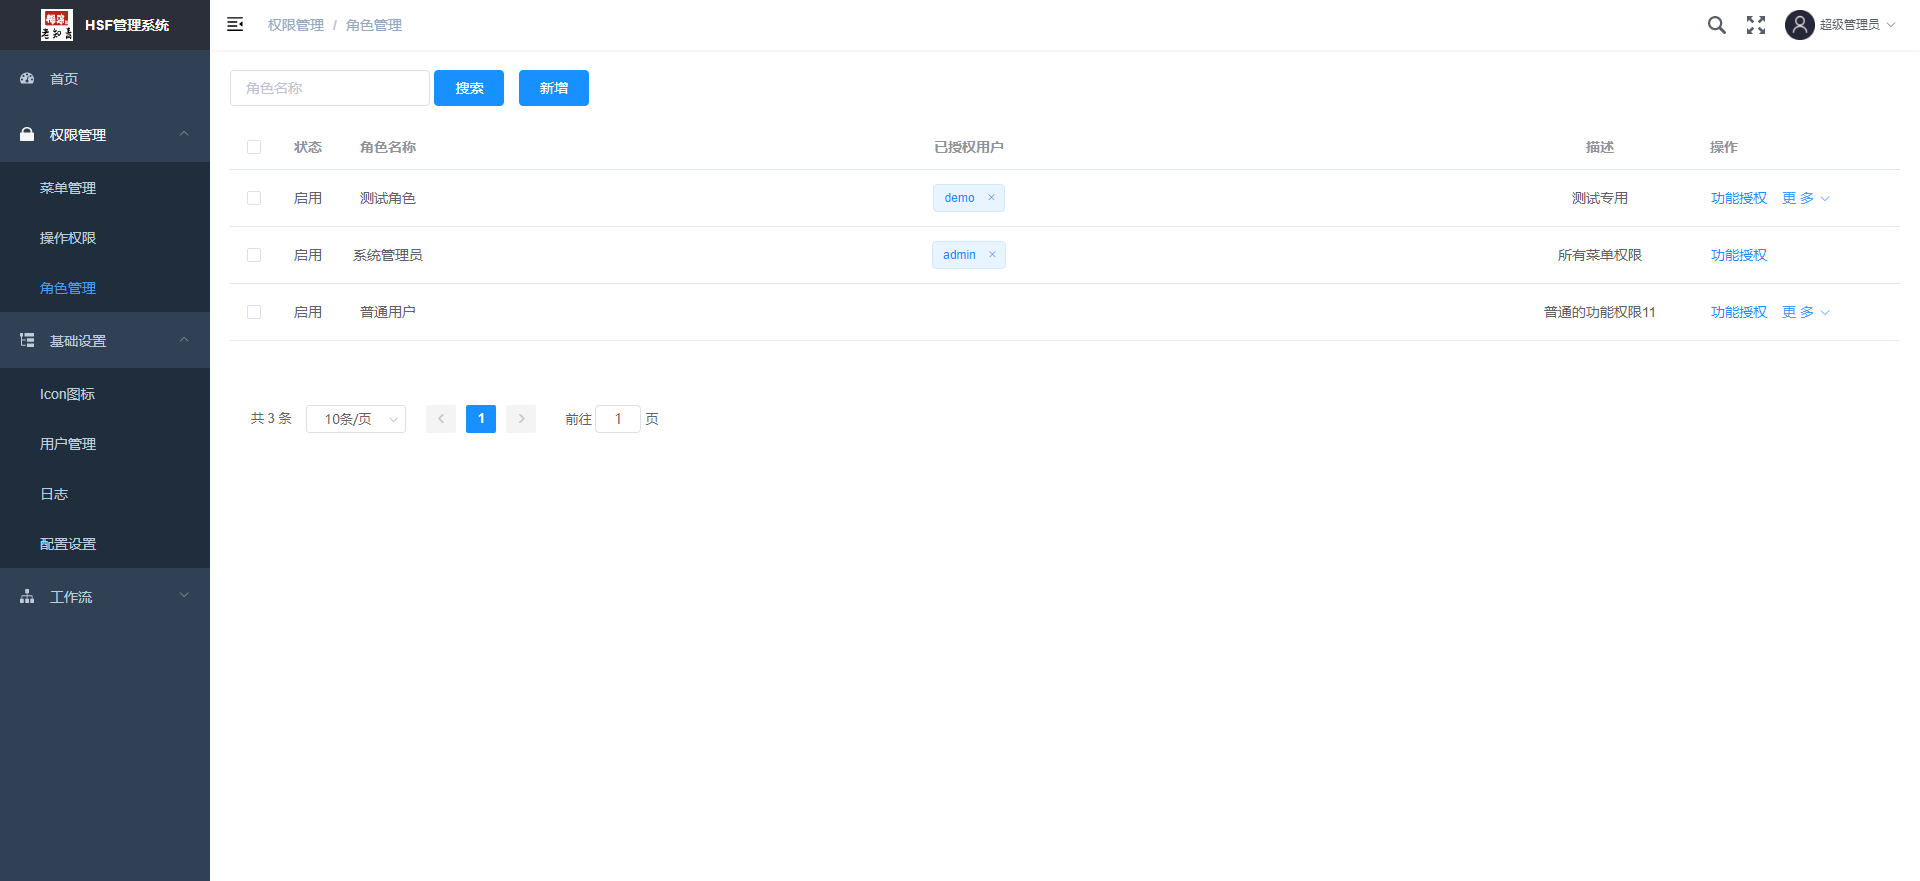 HSF管理系统
权限管理 / 角色管理
超级管理员
首页
权限管理
菜单管理
操作权限
角色管理
基础设置
Icon图标
用户管理
日志
配置设置
工作流
角色名称 搜索 新增
状态 角色名称 已授权用户 描述 操作
启用 测试角色 demo × 测试专用 功能授权 更 多
启用 系统管理员 admin × 所有菜单权限 功能授权
启用 普通用户 普通的功能权限11 功能授权 更 多
共 3 条 10条/页 1 前往 1 页